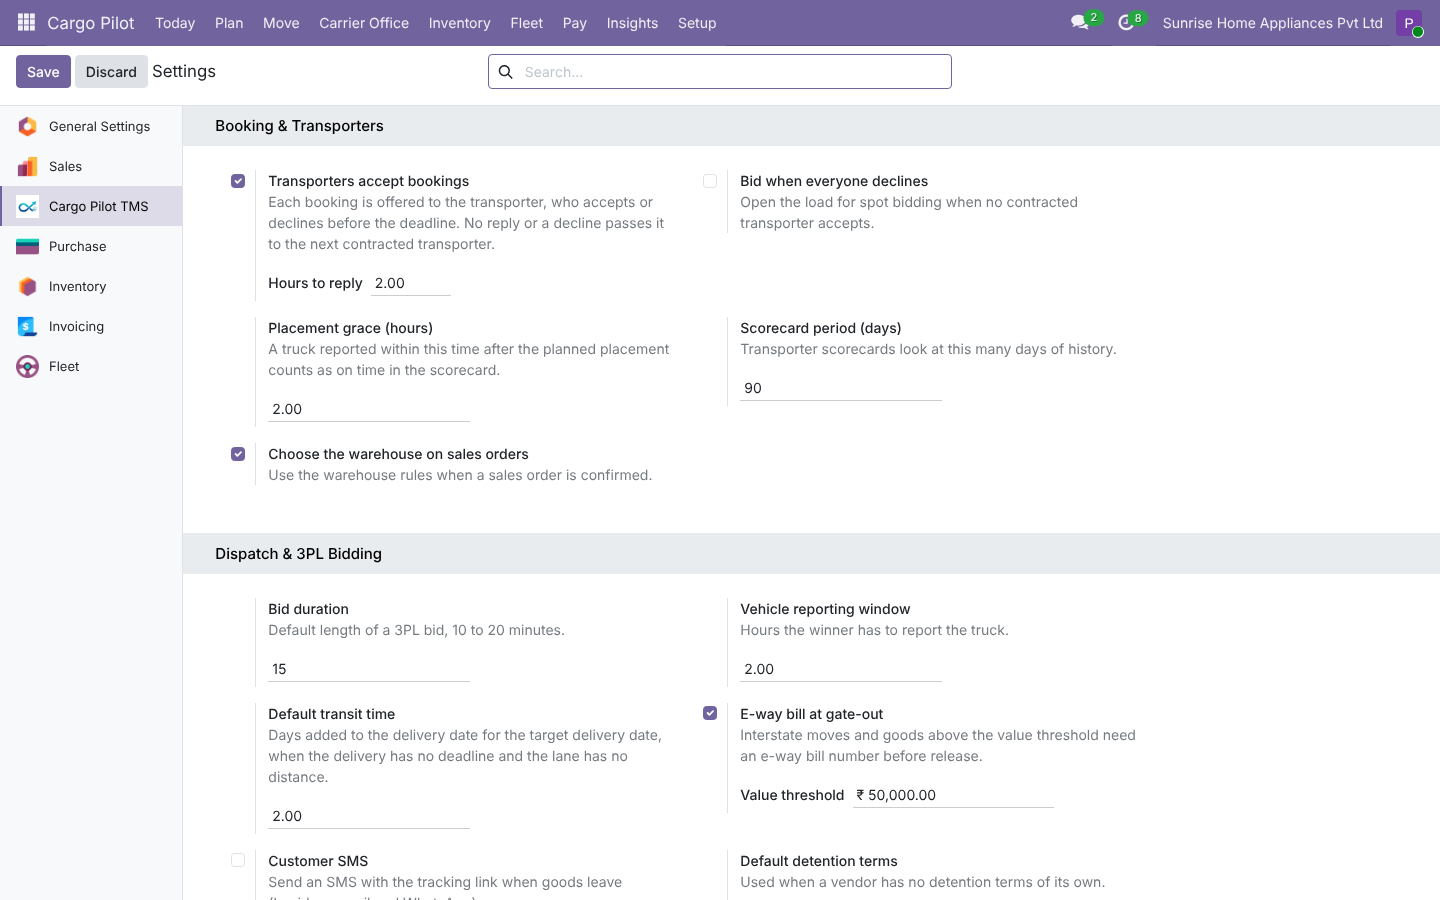 Cargo Pilot Today Plan Move Carrier Office Inventory Fleet Pay Insights Setup 2 8 Sunrise Home Appliances Pvt Ltd P
Save Discard Settings Search...
General Settings
Sales
Cargo Pilot TMS
Purchase
Inventory
Invoicing
Fleet
Booking & Transporters
Transporters accept bookings
Each booking is offered to the transporter, who accepts or
declines before the deadline. No reply or a decline passes it
to the next contracted transporter.
Hours to reply 2.00
Bid when everyone declines
Open the load for spot bidding when no contracted
transporter accepts.
Placement grace (hours)
A truck reported within this time after the planned placement
counts as on time in the scorecard.
2.00
Scorecard period (days)
Transporter scorecards look at this many days of history.
90
Choose the warehouse on sales orders
Use the warehouse rules when a sales order is confirmed.
Dispatch & 3PL Bidding
Bid duration
Default length of a 3PL bid, 10 to 20 minutes.
15
Vehicle reporting window
Hours the winner has to report the truck.
2.00
Default transit time
Days added to the delivery date for the target delivery date,
when the delivery has no deadline and the lane has no
distance.
2.00
E-way bill at gate-out
Interstate moves and goods above the value threshold need
an e-way bill number before release.
Value threshold ₹ 50,000.00
Customer SMS
Send an SMS with the tracking link when goods leave
Default detention terms
Used when a vendor has no detention terms of its own.